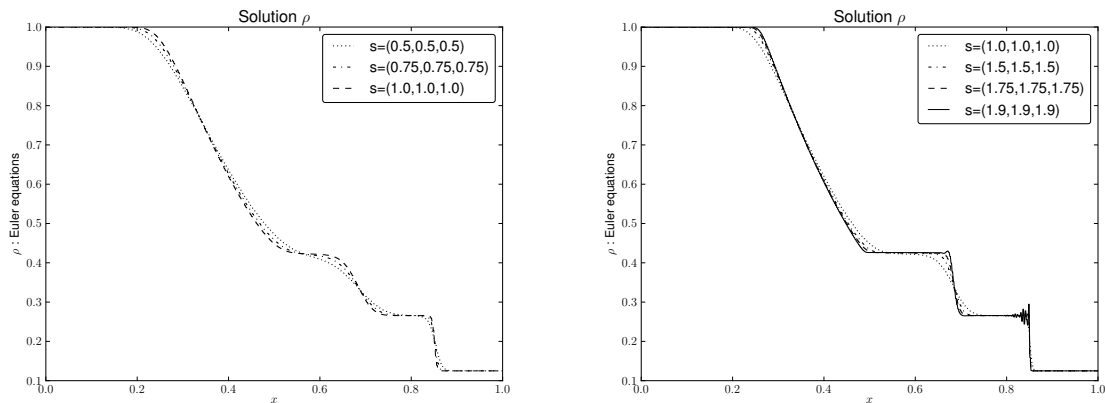 Solution ρ
s=(0.5,0.5,0.5)
s=(0.75,0.75,0.75)
s=(1.0,1.0,1.0)
1.0
0.9
0.8
0.7
0.6
0.5
0.4
0.3
0.2
0.1
ρ : Euler equations
0.0 0.2 0.4 0.6 0.8 1.0
x
Solution ρ
s=(1.0,1.0,1.0)
s=(1.5,1.5,1.5)
s=(1.75,1.75,1.75)
s=(1.9,1.9,1.9)
1.0
0.9
0.8
0.7
0.6
0.5
0.4
0.3
0.2
0.1
ρ : Euler equations
0.0 0.2 0.4 0.6 0.8 1.0
x